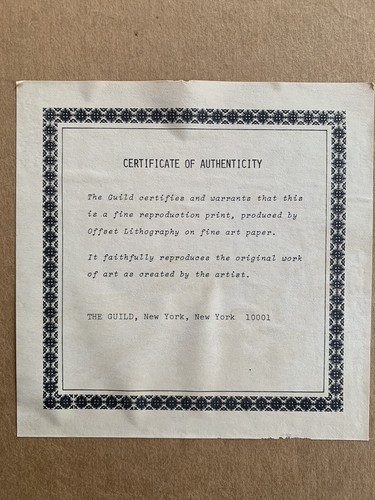 CERTIFICATE OF AUTHENTICITY
The Guild certifies and warrants that this
is a fine reproduction print, produced by
Offset Lithography on fine art paper.
It faithfully reproduces the original work
of art as created by the artist.
THE GUILD, New York, New York 10001